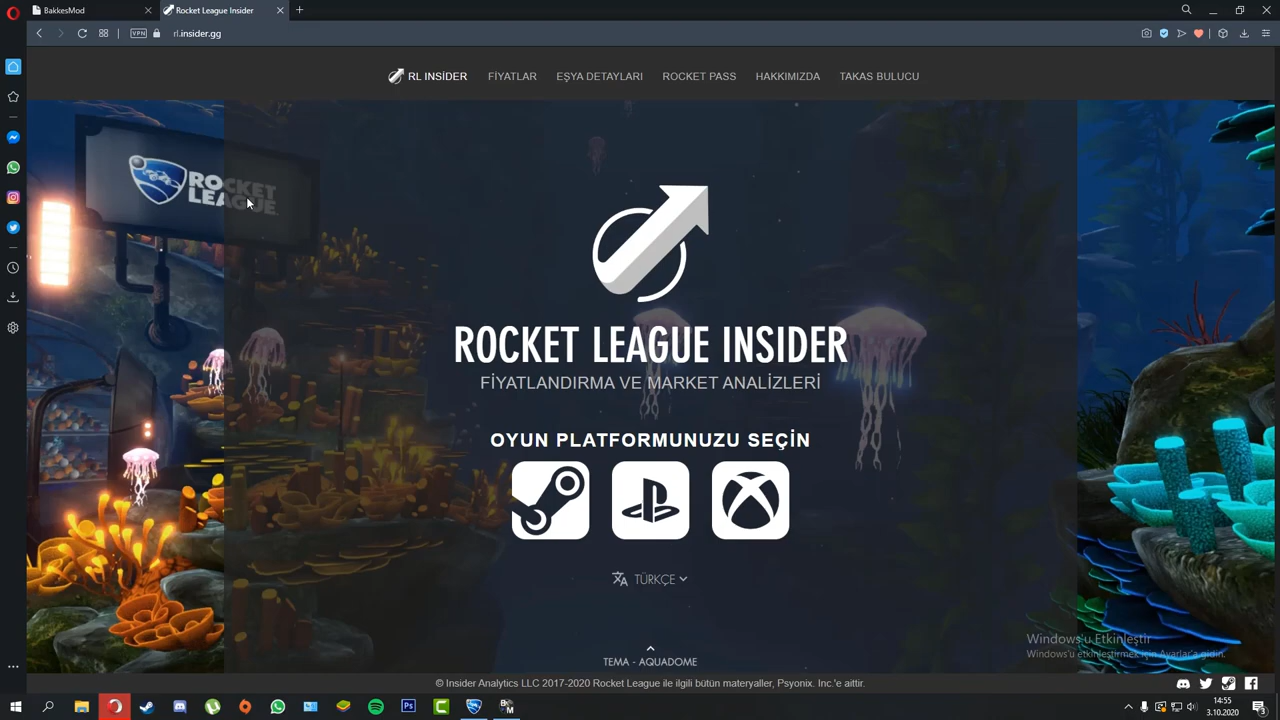 BakkesMod
Rocket League Insider
VPN
rl.insider.gg
RL INSİDER
FİYATLAR
EŞYA DETAYLARI
ROCKET PASS
HAKKIMIZDA
TAKAS BULUCU
ROCKET
LEAGUE
ROCKET LEAGUE INSIDER
FİYATLANDIRMA VE MARKET ANALİZLERİ
OYUN PLATFORMUNUZU SEÇİN
TÜRKÇE
Windows'u Etkinleştir
Windows'u etkinleştirmek için Ayarlar'a gidin.
TEMA - AQUADOME
© Insider Analytics LLC 2017-2020 Rocket League ile ilgili bütün materyaller, Psyonix. Inc.'e aittir.
14:55
3.10.2020